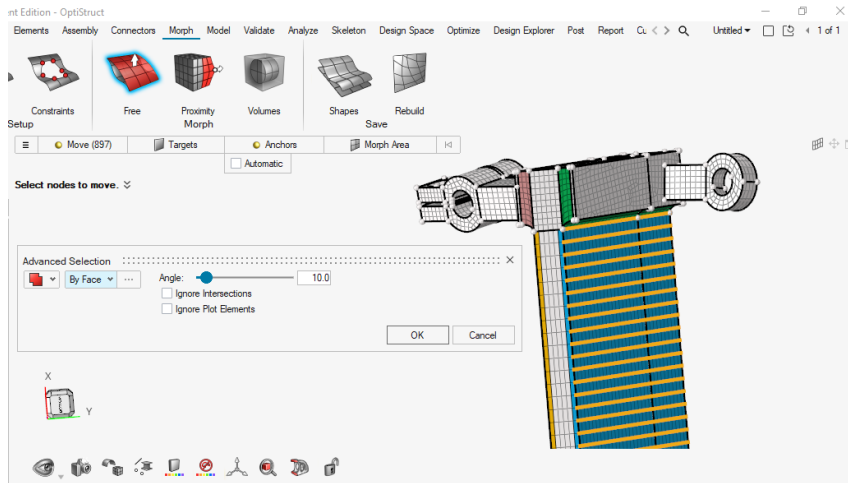 nt Edition - OptiStruct
Elements Assembly Connectors Morph Model Validate Analyze Skeleton Design Space Optimize Design Explorer Post Report Cu Untitled 1 of 1
Constraints Free Proximity Volumes Shapes Rebuild
Setup Morph Save
Move (897) Targets Anchors Morph Area
Automatic
Select nodes to move.
Advanced Selection
By Face ... Angle: 10.0
Ignore Intersections
Ignore Plot Elements
OK Cancel
X
Y